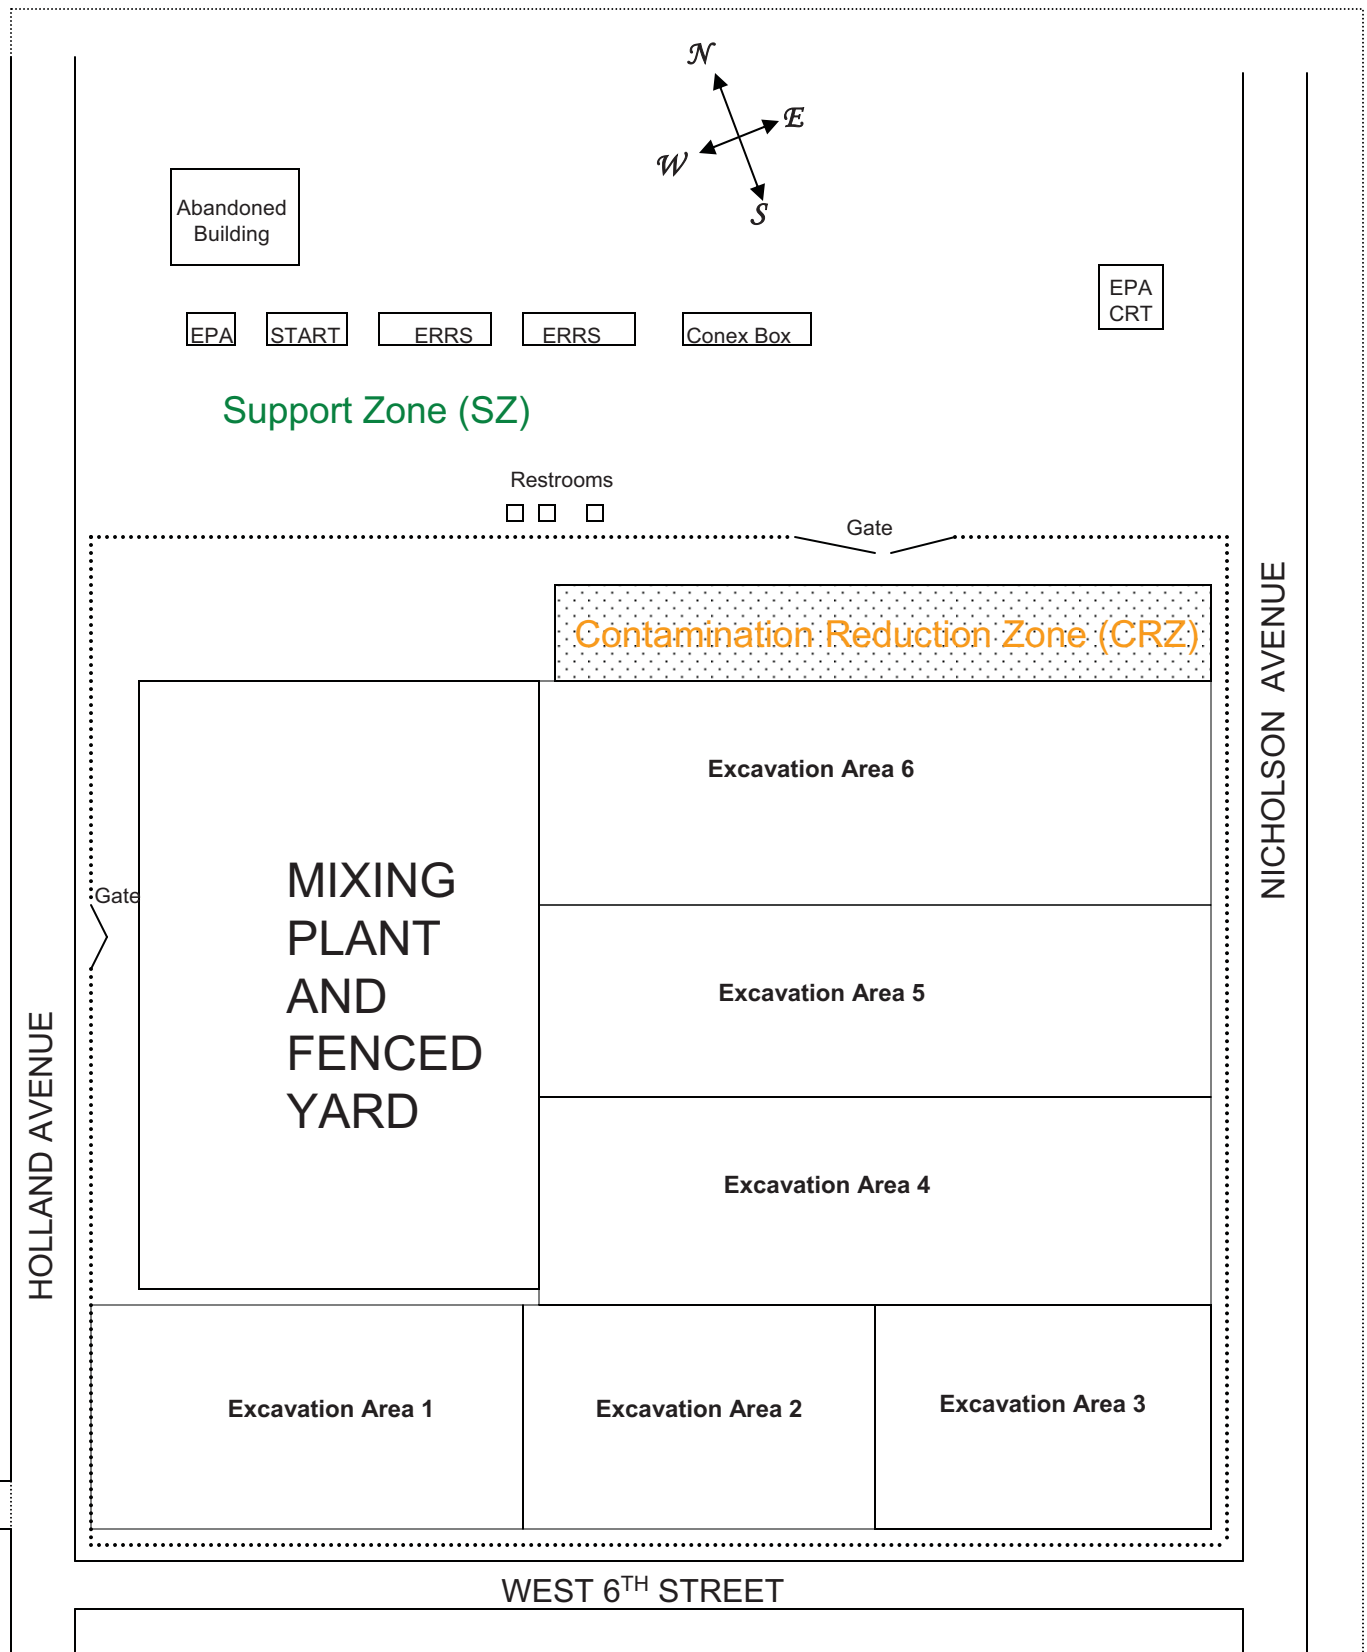 N
E
W
S
Abandoned
Building
EPA
CRT
EPA
START
ERRS
ERRS
Conex Box
Support Zone (SZ)
Restrooms
Gate
Contamination Reduction Zone (CRZ)
NICHOLSON AVENUE
Excavation Area 6
MIXING
PLANT
AND
FENCED
YARD
Gate
Excavation Area 5
HOLLAND AVENUE
Excavation Area 4
Excavation Area 1
Excavation Area 2
Excavation Area 3
WEST 6TH STREET